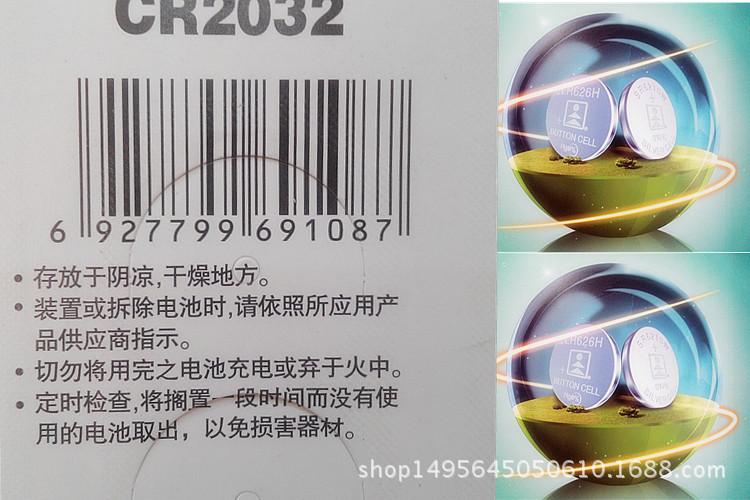 CR2032
6 927799 691087
• 存放于阴凉,干燥地方。
• 装置或拆除电池时,请依照所应用产
品供应商指示。
• 切勿将用完之电池充电或弃于火中。
• 定时检查,将搁置一段时间而没有使
用的电池取出，以免损害器材。
BUTTON CELL
BUTTON CELL
shop1495645050610.1688.com